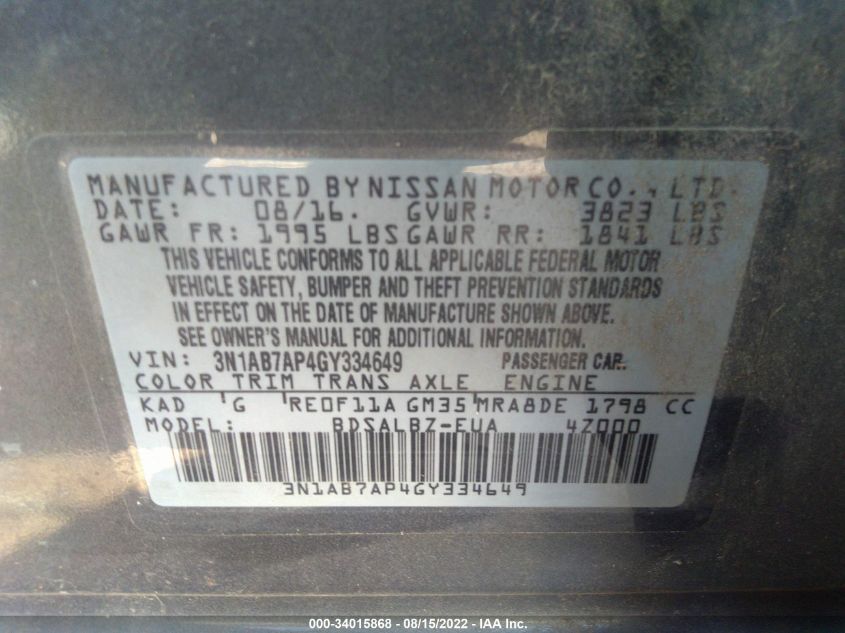 MANUFACTURED BY NISSAN MOTOR CO., LTD.
DATE: 08/16. GVWR: 3823 LBS
GAWR FR: 1995 LBS GAWR RR: 1841 LBS
THIS VEHICLE CONFORMS TO ALL APPLICABLE FEDERAL MOTOR
VEHICLE SAFETY, BUMPER AND THEFT PREVENTION STANDARDS
IN EFFECT ON THE DATE OF MANUFACTURE SHOWN ABOVE.
SEE OWNER'S MANUAL FOR ADDITIONAL INFORMATION.
VIN: 3N1AB7AP4GY334649 PASSENGER CAR.
COLOR TRIM TRANS AXLE ENGINE
KAD 'G 'RE0F11A GM35'MRA8DE 1798 CC
MODEL: BDSALBZ-EUA 4Z000
3N1AB7AP4GY334649
000-34015868 - 08/15/2022 - IAA Inc.